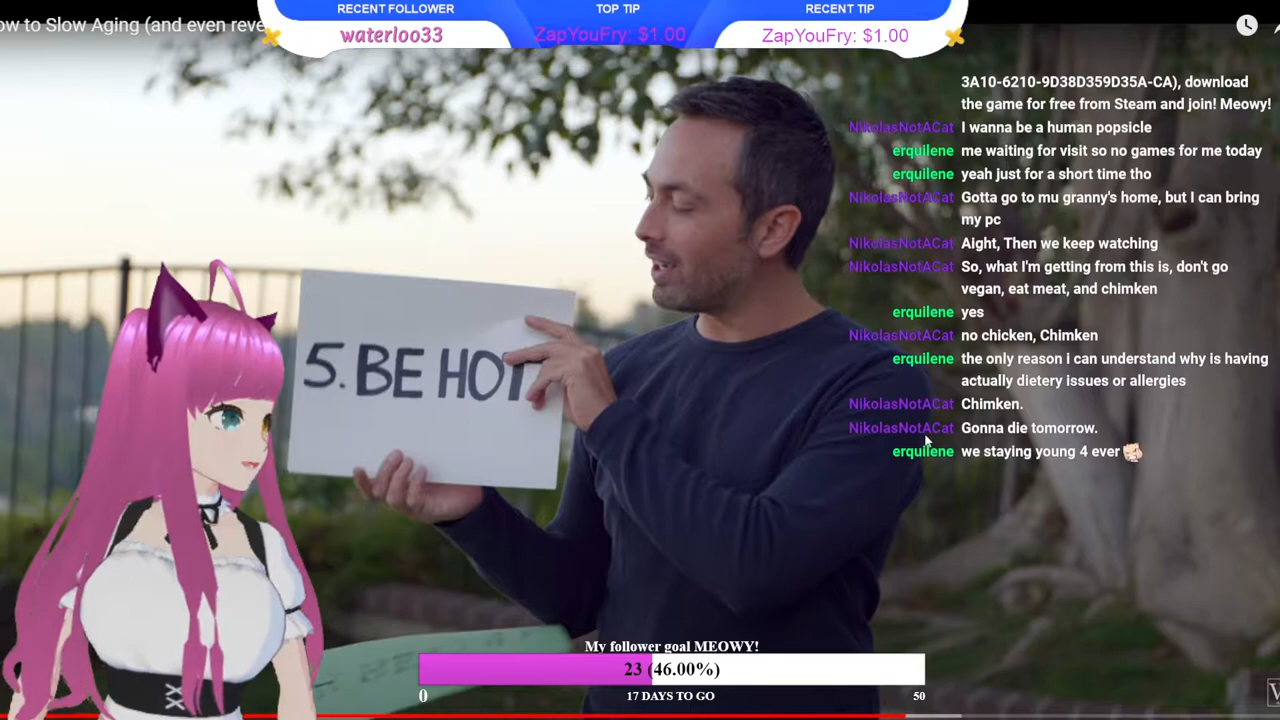 ow to Slow Aging (and even reve
RECENT FOLLOWER
waterloo33
TOP TIP
ZapYouFry: $1.00
RECENT TIP
ZapYouFry: $1.00
3A10-6210-9D38D359D35A-CA), download
the game for free from Steam and join! Meowy!
NikolasNotACat I wanna be a human popsicle
erquilene me waiting for visit so no games for me today
erquilene yeah just for a short time tho
NikolasNotACat Gotta go to mu granny's home, but I can bring
my pc
NikolasNotACat Aight, Then we keep watching
NikolasNotACat So, what I'm getting from this is, don't go
vegan, eat meat, and chimken
erquilene yes
NikolasNotACat no chicken, Chimken
erquilene the only reason i can understand why is having
actually dietery issues or allergies
NikolasNotACat Chimken.
NikolasNotACat Gonna die tomorrow.
erquilene we staying young 4 ever
5. BE HOT
My follower goal MEOWY!
23 (46.00%)
0
17 DAYS TO GO
50